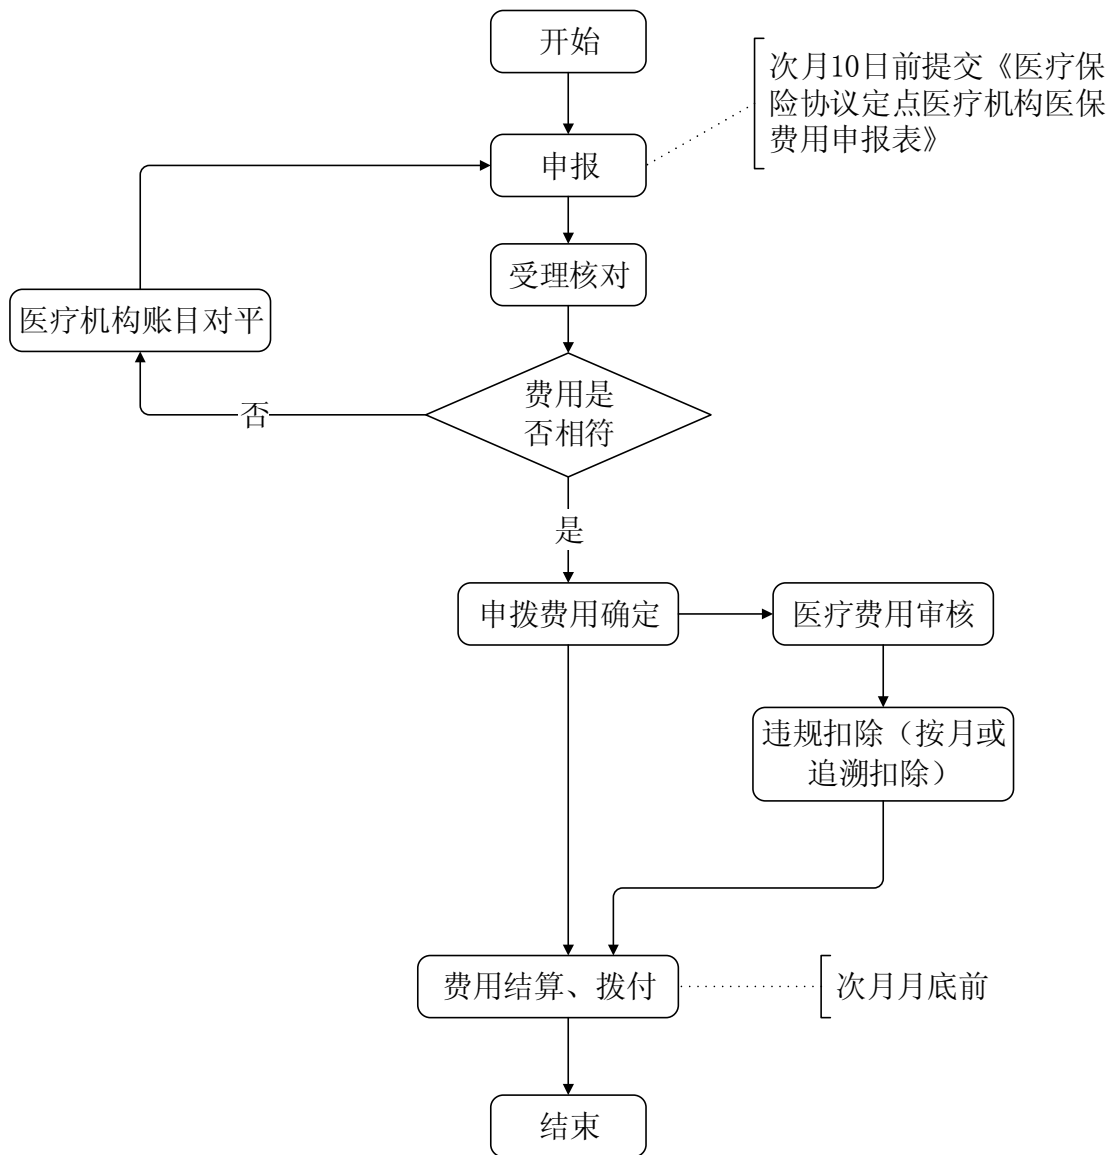 开始
次月10日前提交《医疗保
险协议定点医疗机构医保
费用申报表》
申报
受理核对
医疗机构账目对平
费用是
否相符
否
是
申拨费用确定
医疗费用审核
违规扣除（按月或
追溯扣除）
费用结算、拨付
次月月底前
结束